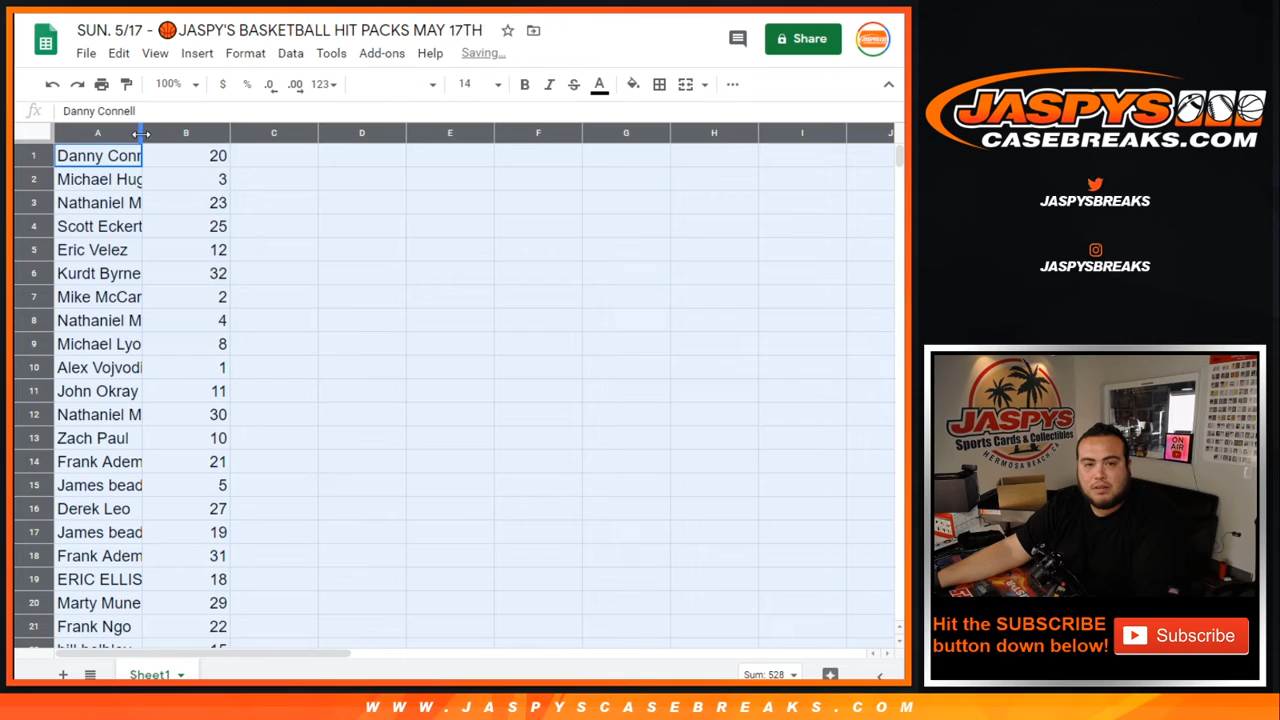 SUN. 5/17 - 🏀JASPY'S BASKETBALL HIT PACKS MAY 17TH
File Edit View Insert Format Data Tools Add-ons Help Saving...
Share
100% $ % .0 .00 123 14 B I S A
fx Danny Connell
A B C D E F G H I J
1 Danny Conn 20
2 Michael Hug 3
3 Nathaniel M 23
4 Scott Eckert 25
5 Eric Velez 12
6 Kurdt Byrne 32
7 Mike McCar 2
8 Nathaniel M 4
9 Michael Lyo 8
10 Alex Vojvodi 1
11 John Okray 11
12 Nathaniel M 30
13 Zach Paul 10
14 Frank Adem 21
15 James bead 5
16 Derek Leo 27
17 James bead 19
18 Frank Adem 31
19 ERIC ELLIS 18
20 Marty Mune 29
21 Frank Ngo 22
Sheet1
Sum: 528
JASPYS
CASEBREAKS.COM
JASPYSBREAKS
JASPYSBREAKS
JASPYS
Sports Cards & Collectibles
HERMOSA BEACH, CA
ON
AIR
Hit the SUBSCRIBE
button down below!
Subscribe
WWW.JASPYSCASEBREAKS.COM